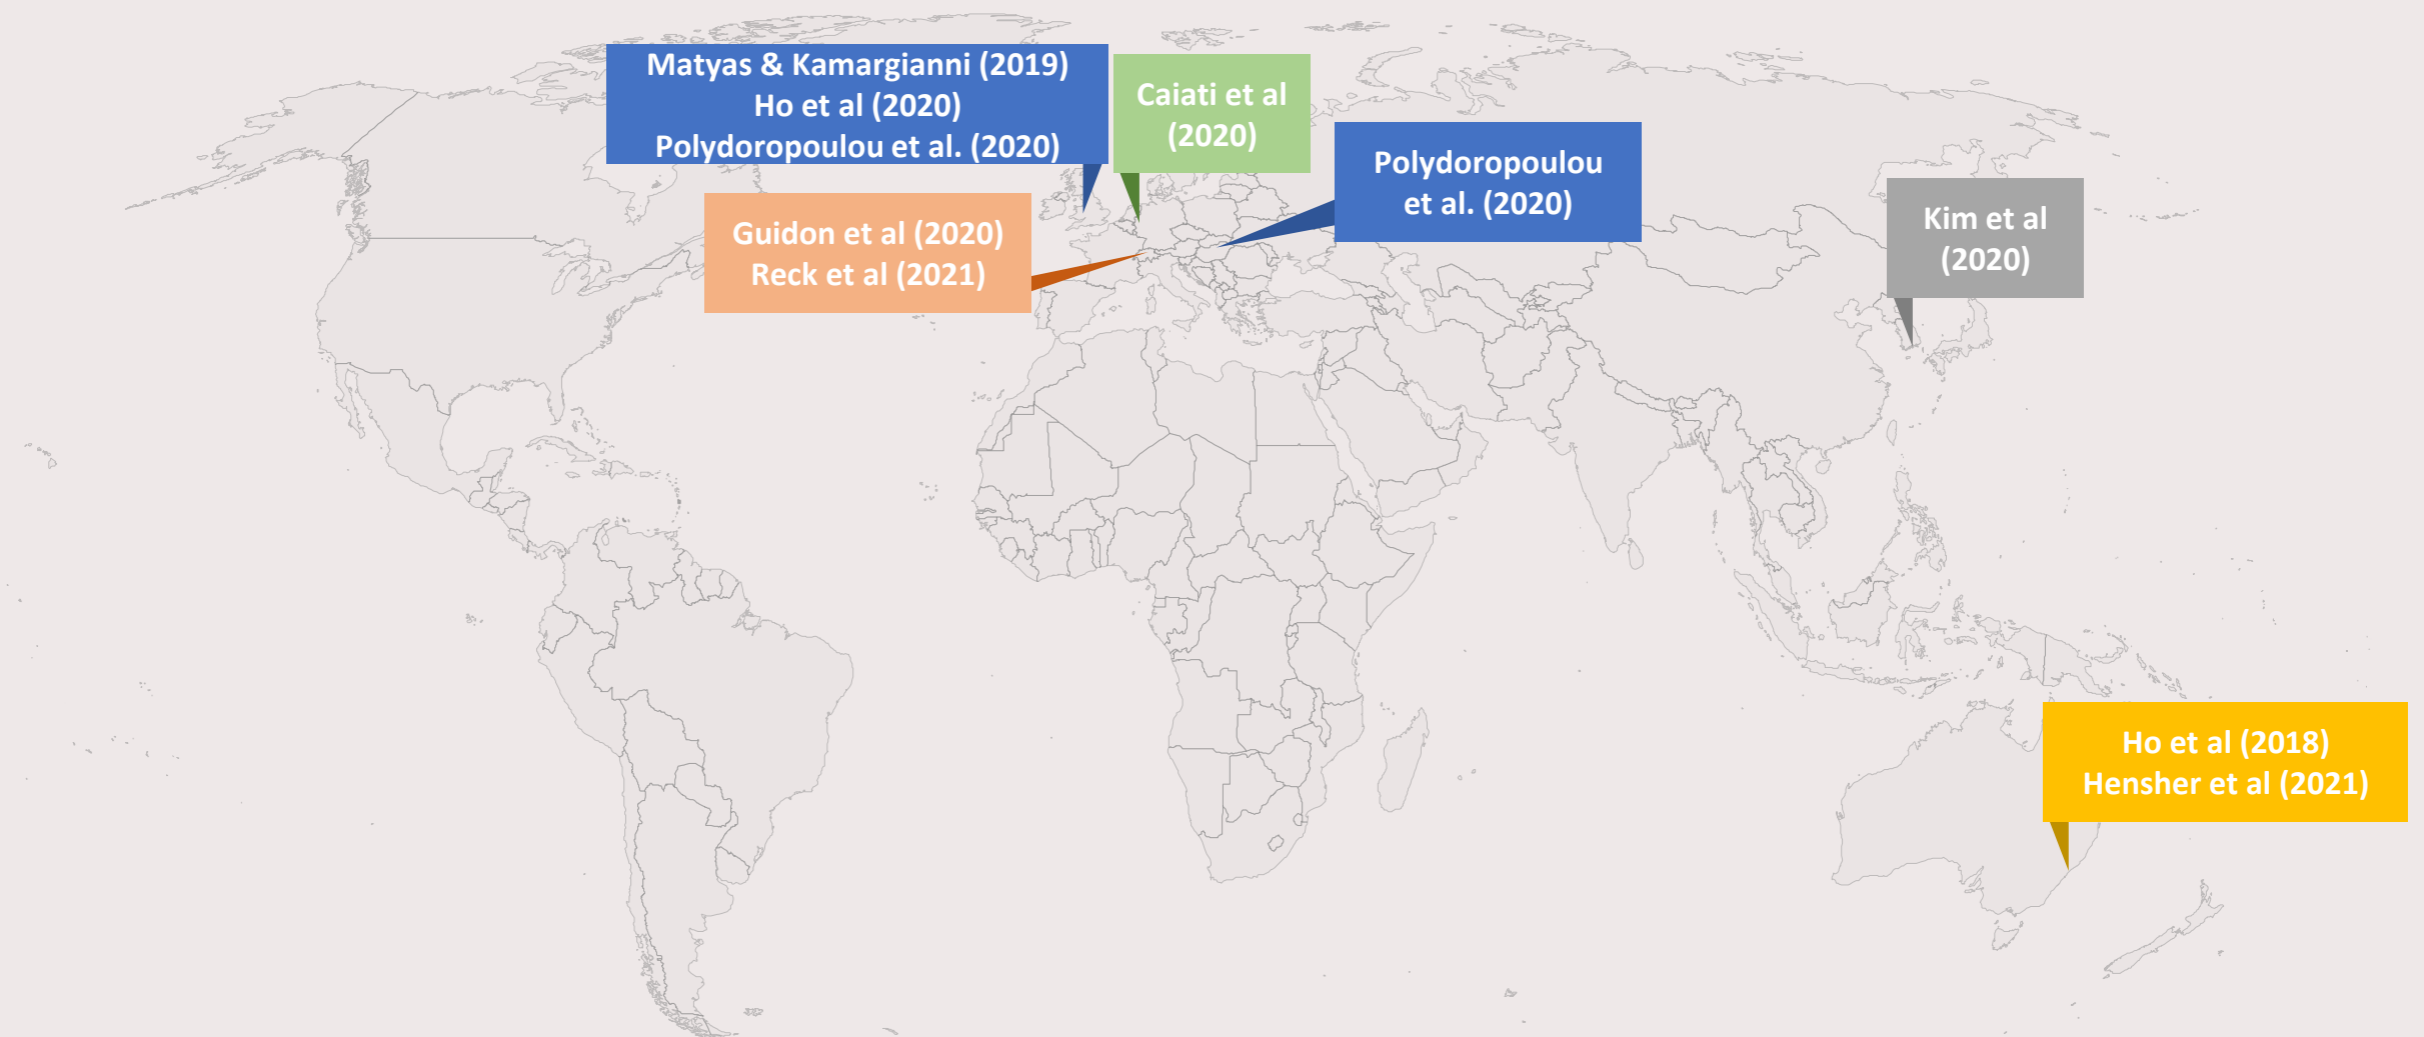 Matyas & Kamargianni (2019)
Ho et al (2020)
Polydoropoulou et al. (2020)
Caiati et al
(2020)
Polydoropoulou
et al. (2020)
Guidon et al (2020)
Reck et al (2021)
Kim et al
(2020)
Ho et al (2018)
Hensher et al (2021)